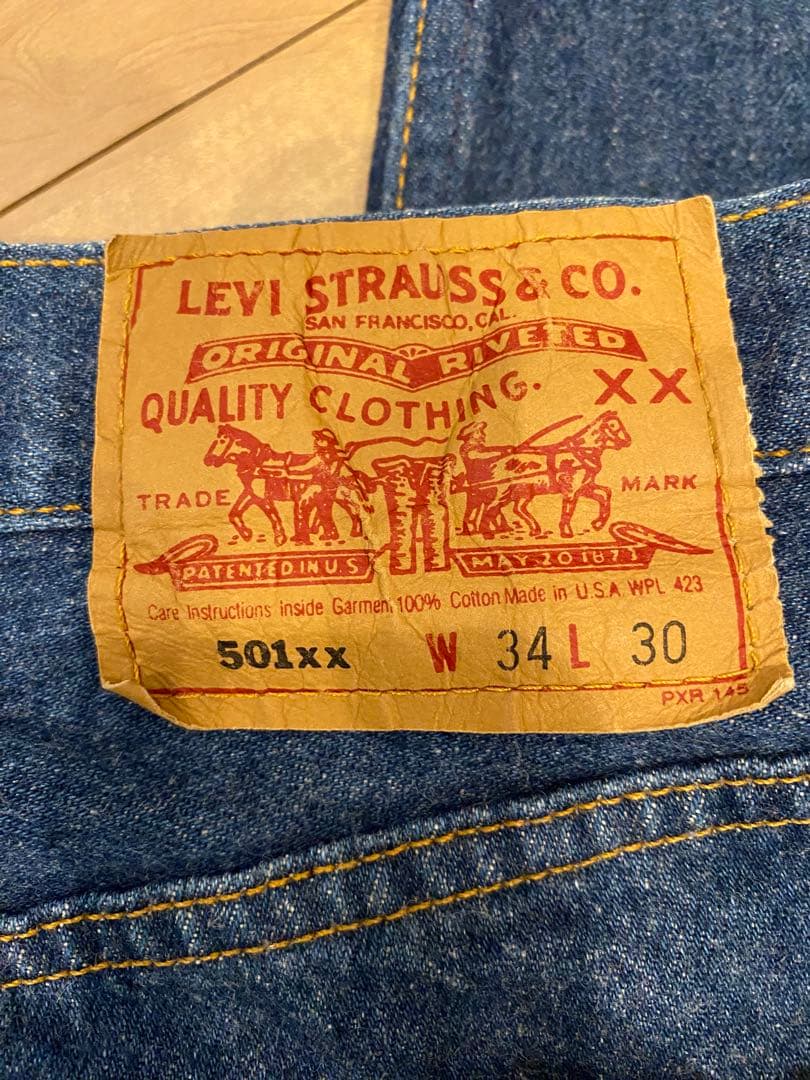 LEVI STRAUSS & CO.
SAN FRANCISCO, CAL.
ORIGINAL RIVETED
QUALITY CLOTHING. XX
TRADE MARK
PATENTED IN U.S MAY 20 1873
Care Instructions Inside Garment 100% Cotton Made in U.S.A WPL 423
501xx W 34 L 30
PXR 145